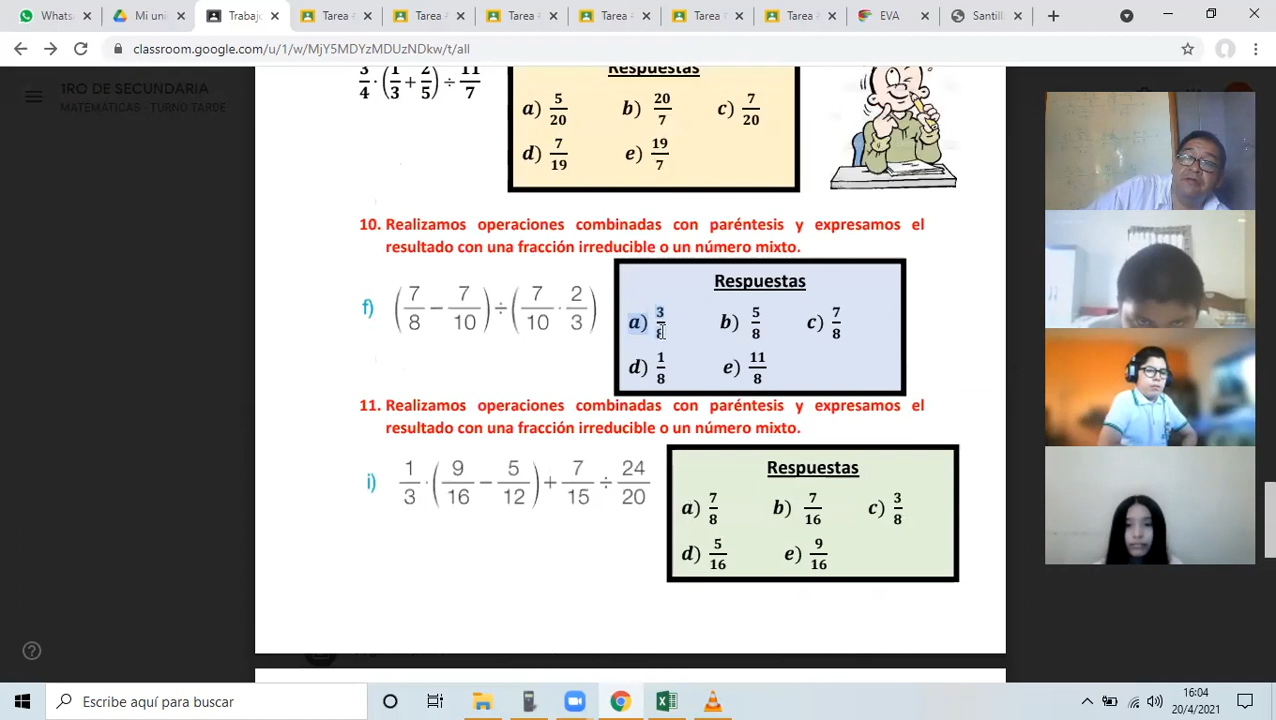 Whats
Mi uni
Trabajo
Tarea
Tarea
Tarea
Tarea
Tarea
Tarea
EVA
Santill
classroom.google.com/u/1/w/MjY5MDYzMDUzNDkw/t/all
1RO DE SECUNDARIA
MATEMÁTICAS - TURNO TARDE
3/4 · (1/3 + 2/5) ÷ 11/7
Respuestas
a) 5/20 b) 20/7 c) 7/20
d) 7/19 e) 19/7
10. Realizamos operaciones combinadas con paréntesis y expresamos el
resultado con una fracción irreducible o un número mixto.
f) (7/8 − 7/10) ÷ (7/10 · 2/3)
Respuestas
a) 3/8 b) 5/8 c) 7/8
d) 1/8 e) 11/8
11. Realizamos operaciones combinadas con paréntesis y expresamos el
resultado con una fracción irreducible o un número mixto.
i) 1/3 · (9/16 − 5/12) + 7/15 ÷ 24/20
Respuestas
a) 7/8 b) 7/16 c) 3/8
d) 5/16 e) 9/16
Escribe aquí para buscar
16:04
20/4/2021